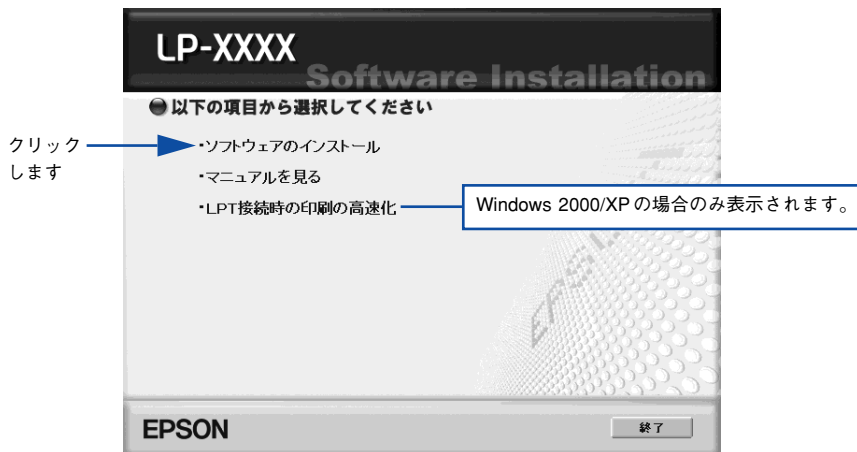 LP-XXXX
Software Installation
以下の項目から選択してください
クリック
します
・ソフトウェアのインストール
・マニュアルを見る
・LPT接続時の印刷の高速化
Windows 2000/XPの場合のみ表示されます。
EPSON
EPSON
終了